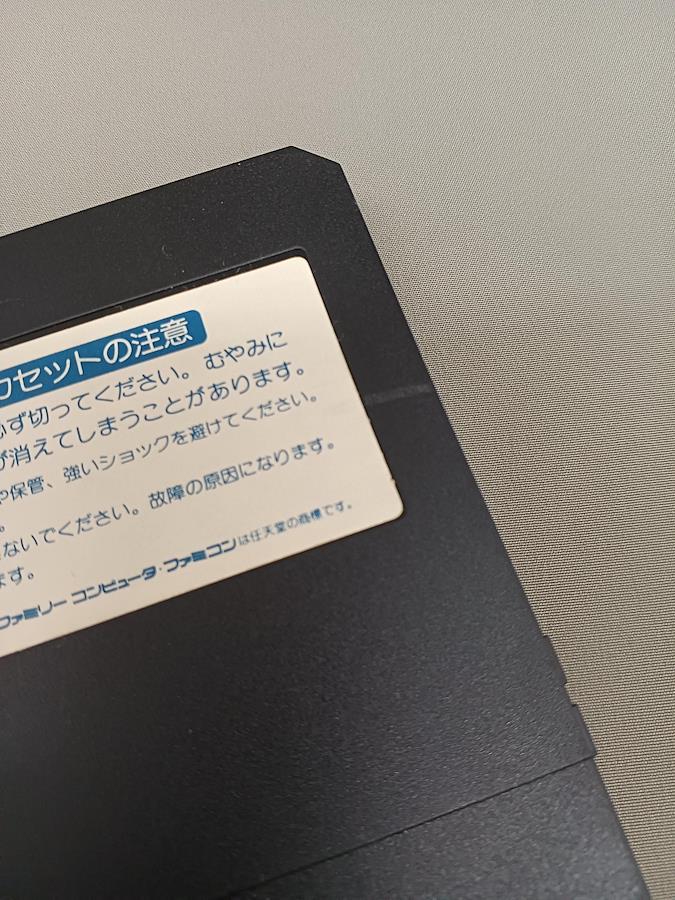 セットの注意
ず切ってください。むやみに
消えてしまうことがあります。
保管、強いショックを避けてください。
。
ないでください。故障の原因になります。
ます。
ファミリーコンピュータ・ファミコンは任天堂の商標です。